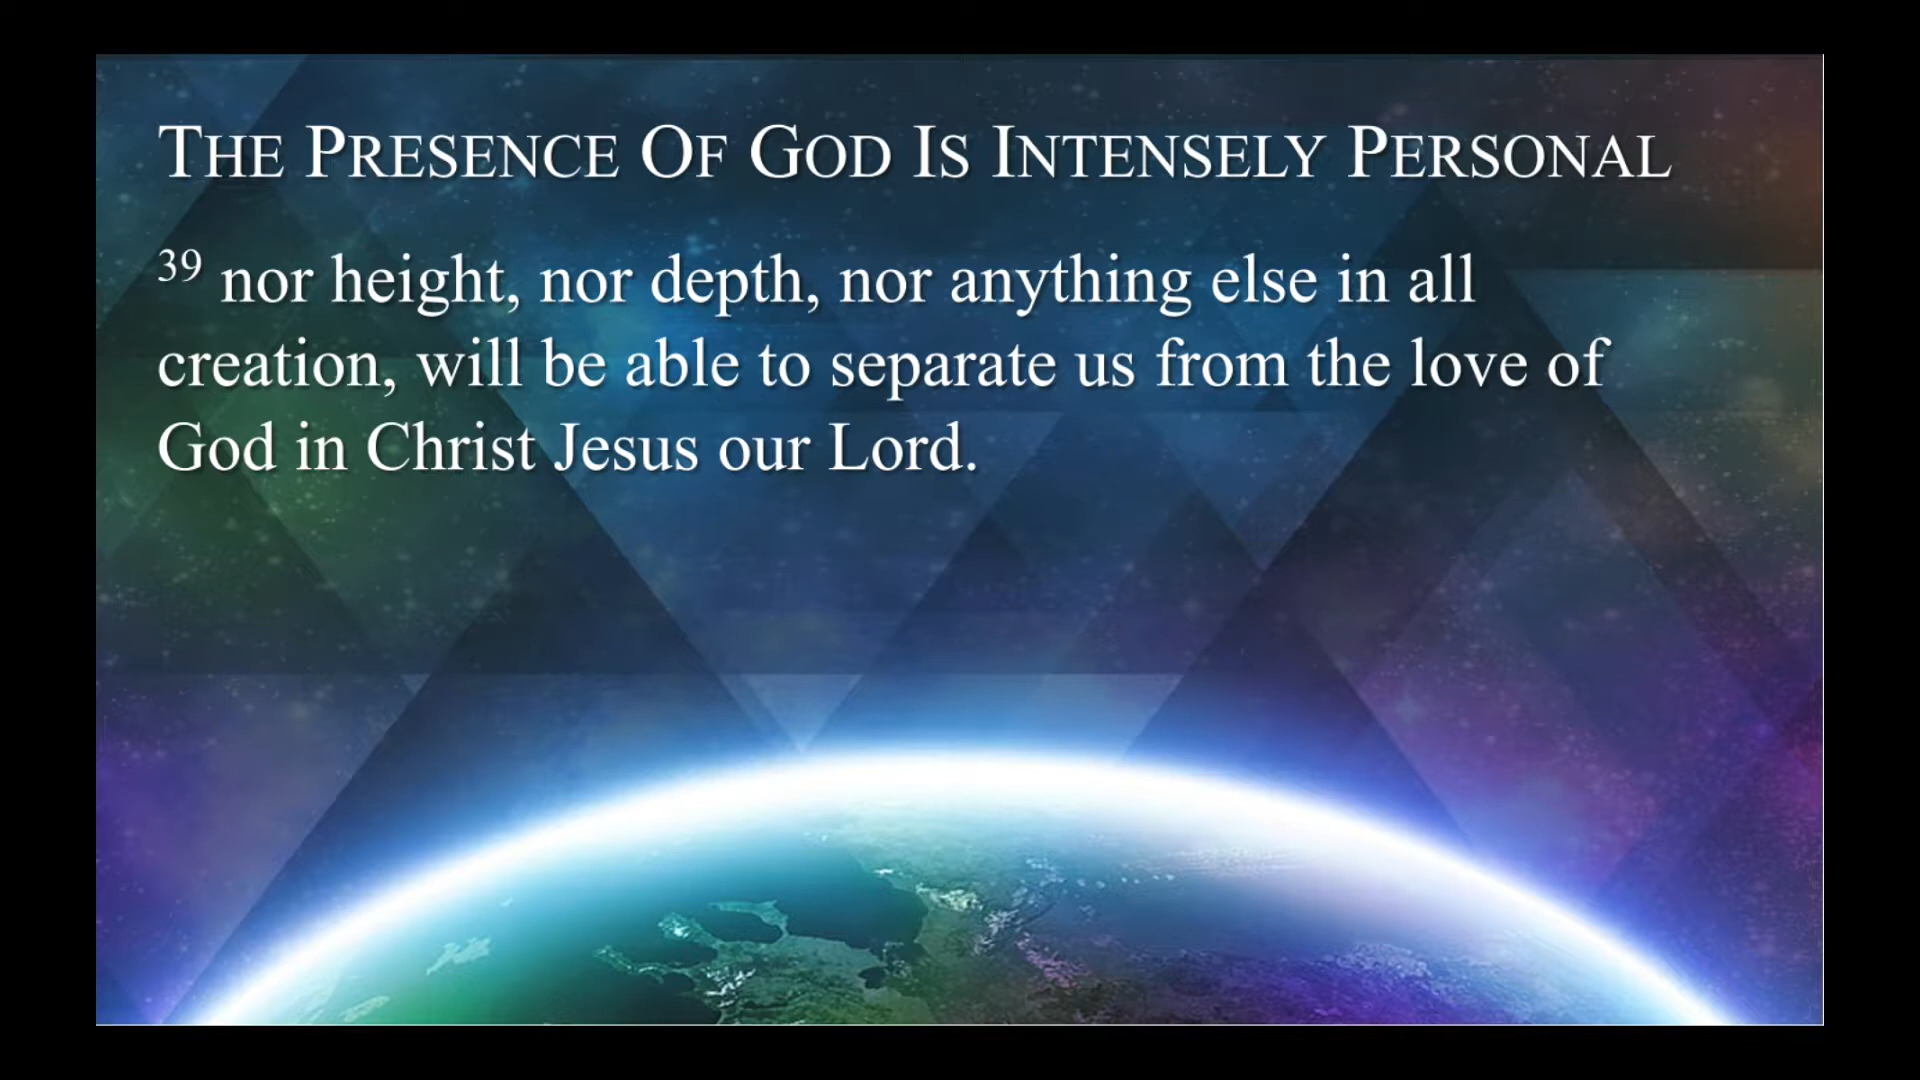 The Presence Of God Is Intensely Personal
39 nor height, nor depth, nor anything else in all
creation, will be able to separate us from the love of
God in Christ Jesus our Lord.